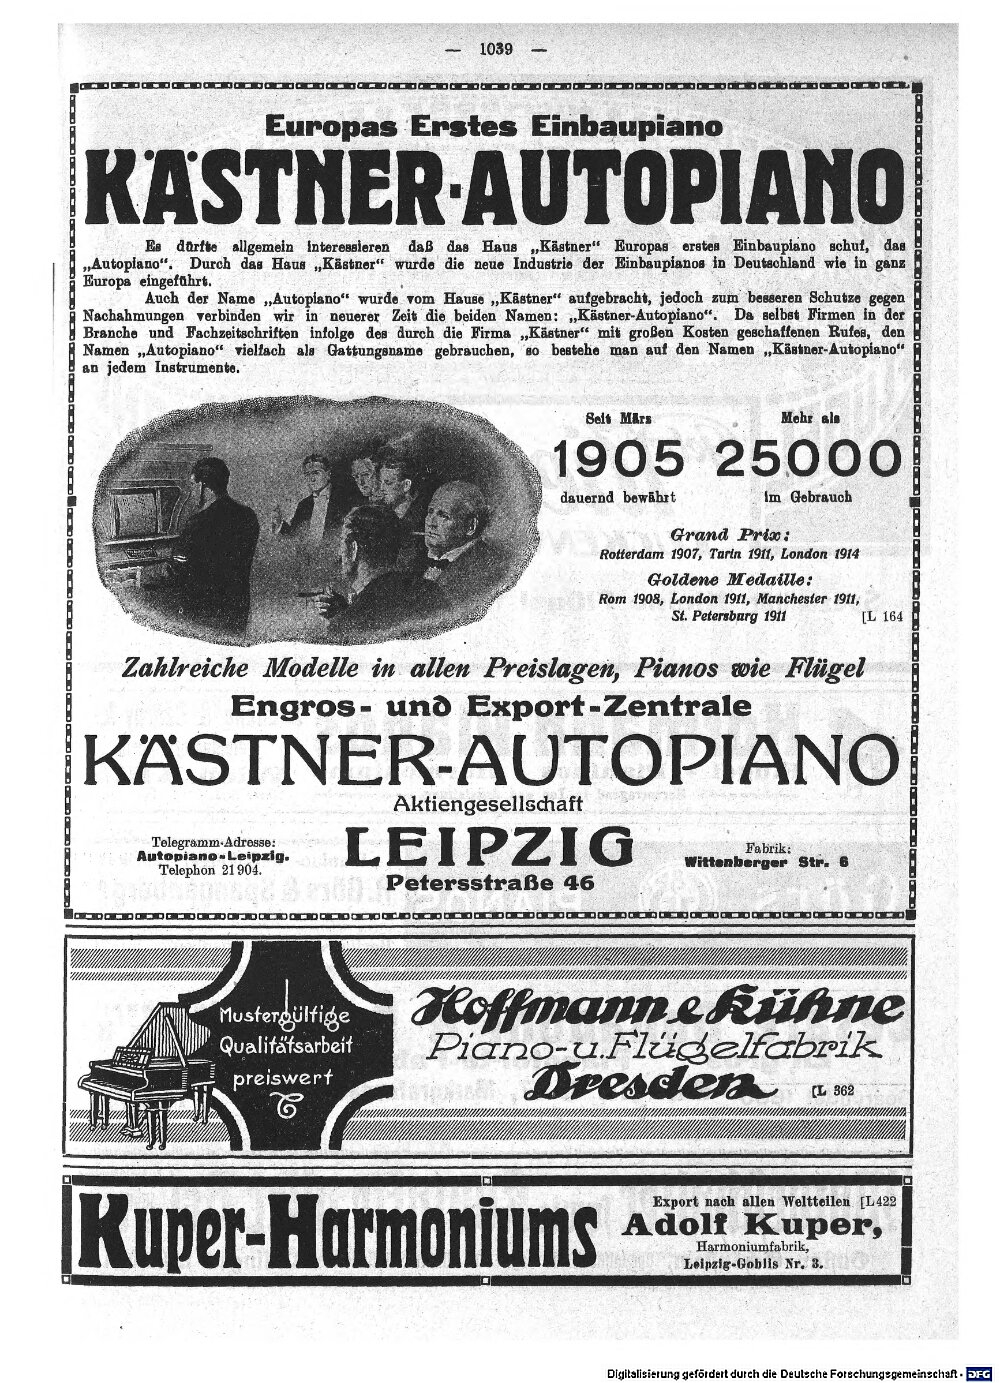 — 1039 —
Europas Erstes Einbaupiano
KÄSTNER-AUTOPIANO
Es dürfte allgemein interessieren daß das Haus „Kästner“ Europas erstes Einbaupiano schuf, das
„Autopiano“. Durch das Haus „Kästner“ wurde die neue Industrie der Einbaupianos in Deutschland wie in ganz
Europa eingeführt.
Auch der Name „Autopiano“ wurde vom Hause „Kästner“ aufgebracht, jedoch zum besseren Schutze gegen
Nachahmungen verbinden wir in neuerer Zeit die beiden Namen: „Kästner-Autopiano“. Da selbst Firmen in der
Branche und Fachzeitschriften infolge des durch die Firma „Kästner“ mit großen Kosten geschaffenen Rufes, den
Namen „Autopiano“ vielfach als Gattungsname gebrauchen, so bestehe man auf den Namen „Kästner-Autopiano“
an jedem Instrumente.
Seit März
1905
dauernd bewährt
Mehr als
25000
im Gebrauch
Grand Prix:
Rotterdam 1907, Turin 1911, London 1914
Goldene Medaille:
Rom 1908, London 1911, Manchester 1911,
St. Petersburg 1911 [L 164
Zahlreiche Modelle in allen Preislagen, Pianos wie Flügel
Engros- und Export-Zentrale
KÄSTNER-AUTOPIANO
Aktiengesellschaft
Telegramm-Adresse:
Autopiano-Leipzig.
Telephon 21904.
LEIPZIG
Petersstraße 46
Fabrik:
Wittenberger Str. 6
Mustergültige
Qualitätsarbeit
preiswert
Hoffmann & Kühne
Piano- u. Flügelfabrik
Dresden [L 362
Kuper-Harmoniums
Export nach allen Weltteilen [L 422
Adolf Kuper,
Harmoniumfabrik,
Leipzig-Gohlis Nr. 3.
Digitalisierung gefördert durch die Deutsche Forschungsgemeinschaft - DFG